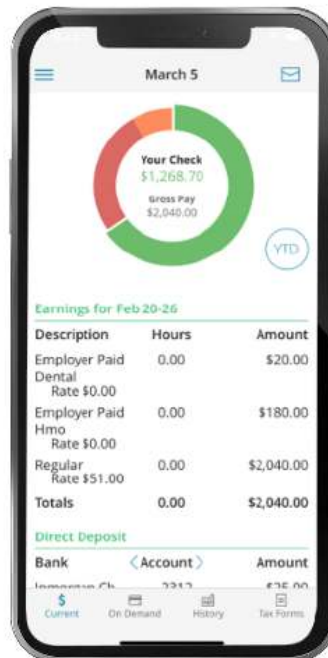 March 5
Your Check
$1,268.70
Gross Pay
$2,040.00
YTD
Earnings for Feb 20-26
Description Hours Amount
Employer Paid 0.00 $20.00
Dental
Rate $0.00
Employer Paid 0.00 $180.00
Hmo
Rate $0.00
Regular 0.00 $2,040.00
Rate $51.00
Totals 0.00 $2,040.00
Direct Deposit
Bank <Account> Amount
2312 $25.00
Current On Demand History Tax Forms